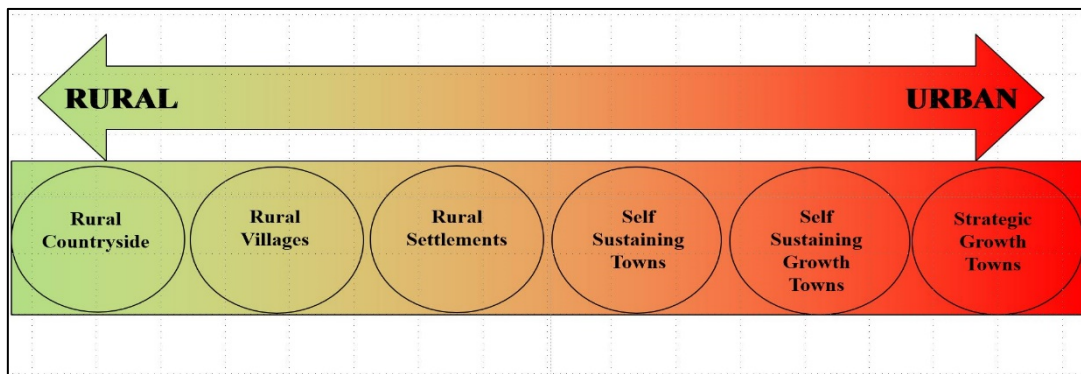 RURAL
URBAN
Rural
Countryside
Rural
Villages
Rural
Settlements
Self
Sustaining
Towns
Self
Sustaining
Growth
Towns
Strategic
Growth
Towns